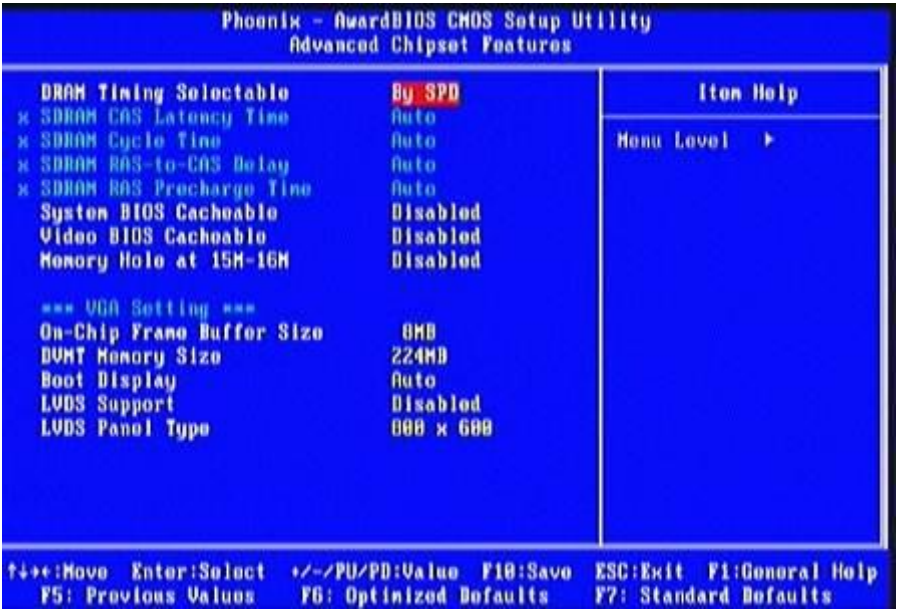 Phoenix - AwardBIOS CMOS Setup Utility
Advanced Chipset Features
DRAM Timing Selectable By SPD
x SDRAM CAS Latency Time Auto
x SDRAM Cycle Time Auto
x SDRAM RAS-to-CAS Delay Auto
x SDRAM RAS Precharge Time Auto
System BIOS Cacheable Disabled
Video BIOS Cacheable Disabled
Memory Hole at 15M-16M Disabled
*** VGA Setting ***
On-Chip Frame Buffer Size 8MB
DVMT Memory Size 224MB
Boot Display Auto
LVDS Support Disabled
LVDS Panel Type 800 x 600
Item Help
Menu Level ▶
↑↓→←:Move Enter:Select +/-/PU/PD:Value F10:Save ESC:Exit F1:General Help
F5: Previous Values F6: Optimized Defaults F7: Standard Defaults